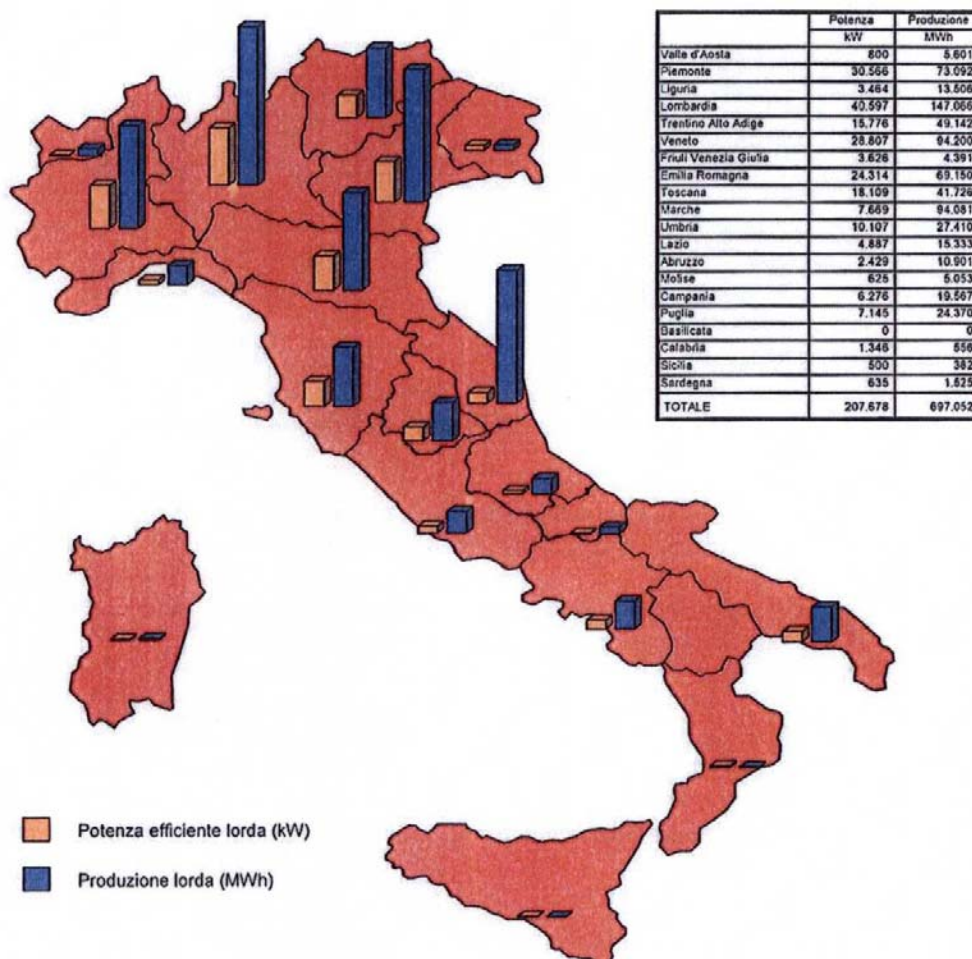 Potenza Produzione
kW MWh
Valle d'Aosta 800 5.601
Piemonte 30.566 73.092
Liguria 3.464 13.506
Lombardia 40.597 147.066
Trentino Alto Adige 15.776 49.142
Veneto 28.807 94.200
Friuli Venezia Giulia 3.626 4.391
Emilia Romagna 24.314 69.150
Toscana 18.109 41.726
Marche 7.669 94.081
Umbria 10.107 27.410
Lazio 4.887 15.333
Abruzzo 2.429 10.901
Molise 625 5.053
Campania 6.276 19.567
Puglia 7.145 24.370
Basilicata 0 0
Calabria 1.346 556
Sicilia 500 382
Sardegna 635 1.525
TOTALE 207.678 697.052
Potenza efficiente lorda (kW)
Produzione lorda (MWh)